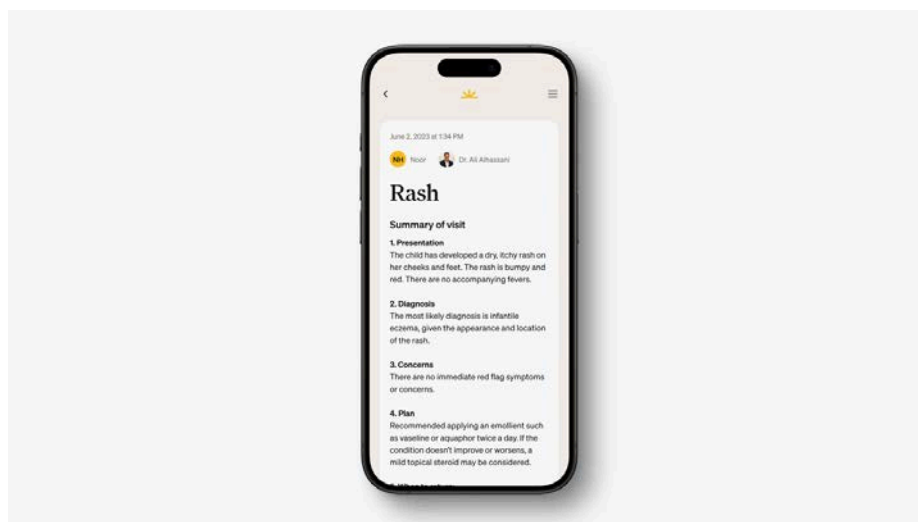 June 2, 2023 at 1:34 PM
NH Noor Dr. Ali Alhassani
Rash
Summary of visit
1. Presentation
The child has developed a dry, itchy rash on
her cheeks and feet. The rash is bumpy and
red. There are no accompanying fevers.
2. Diagnosis
The most likely diagnosis is infantile
eczema, given the appearance and location
of the rash.
3. Concerns
There are no immediate red flag symptoms
or concerns.
4. Plan
Recommended applying an emollient such
as vaseline or aquaphor twice a day. If the
condition doesn't improve or worsens, a
mild topical steroid may be considered.